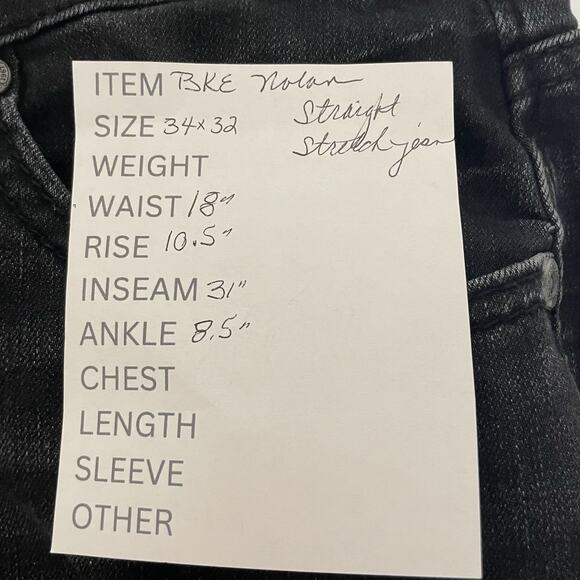 ITEM BKE Nolan
Straight
SIZE 34x32
Stretch jean
WEIGHT
WAIST 18"
RISE 10.5"
INSEAM 31"
ANKLE 8.5"
CHEST
LENGTH
SLEEVE
OTHER